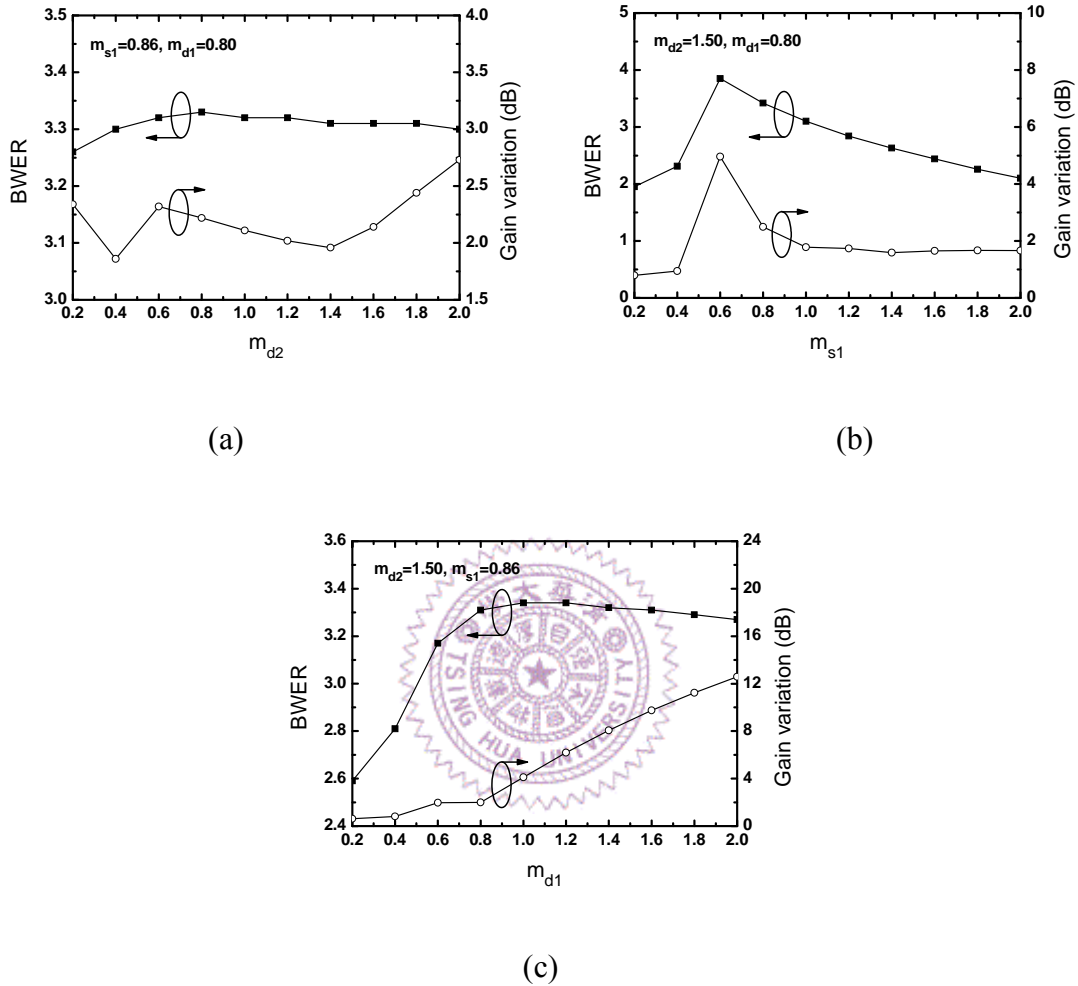 3.5
3.4
3.3
3.2
3.1
3.0
BWER
m_s1=0.86, m_d1=0.80
4.0
3.5
3.0
2.5
2.0
1.5
Gain variation (dB)
0.2 0.4 0.6 0.8 1.0 1.2 1.4 1.6 1.8 2.0
m_d2
(a)
5
4
3
2
1
0
BWER
m_d2=1.50, m_d1=0.80
10
8
6
4
2
0
Gain variation (dB)
0.2 0.4 0.6 0.8 1.0 1.2 1.4 1.6 1.8 2.0
m_s1
(b)
3.6
3.4
3.2
3.0
2.8
2.6
2.4
BWER
m_d2=1.50, m_s1=0.86
24
20
16
12
8
4
0
Gain variation (dB)
TSING HUA UNIVERSITY
0.2 0.4 0.6 0.8 1.0 1.2 1.4 1.6 1.8 2.0
m_d1
(c)